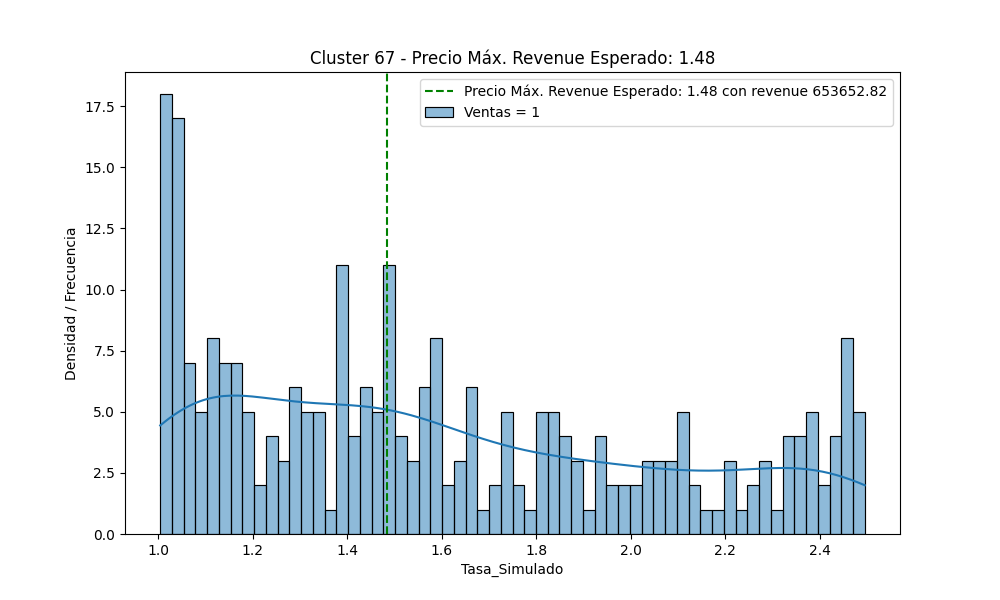 Cluster 67 - Precio Máx. Revenue Esperado: 1.48
Precio Máx. Revenue Esperado: 1.48 con revenue 653652.82
Ventas = 1
Densidad / Frecuencia
17.5
15.0
12.5
10.0
7.5
5.0
2.5
0.0
1.0 1.2 1.4 1.6 1.8 2.0 2.2 2.4
Tasa_Simulado